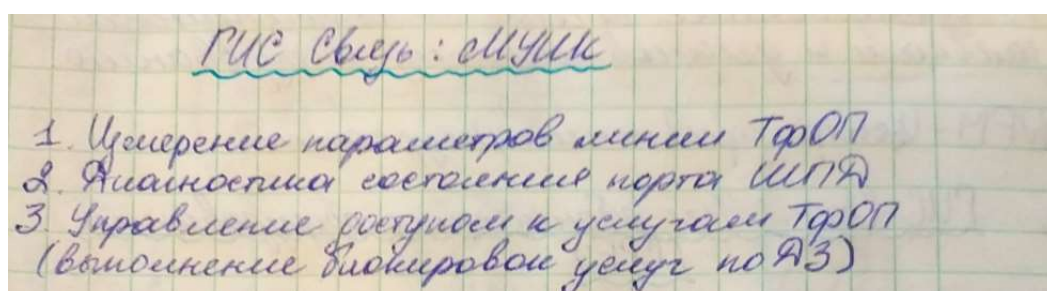 ГИС Связь: МУИК
1. Измерение параметров линии ТфОП
2. Диагностика состояния порта ШПД
3. Управление доступом к услугам ТфОП
(выполнение блокировок услуг по ДЗ)